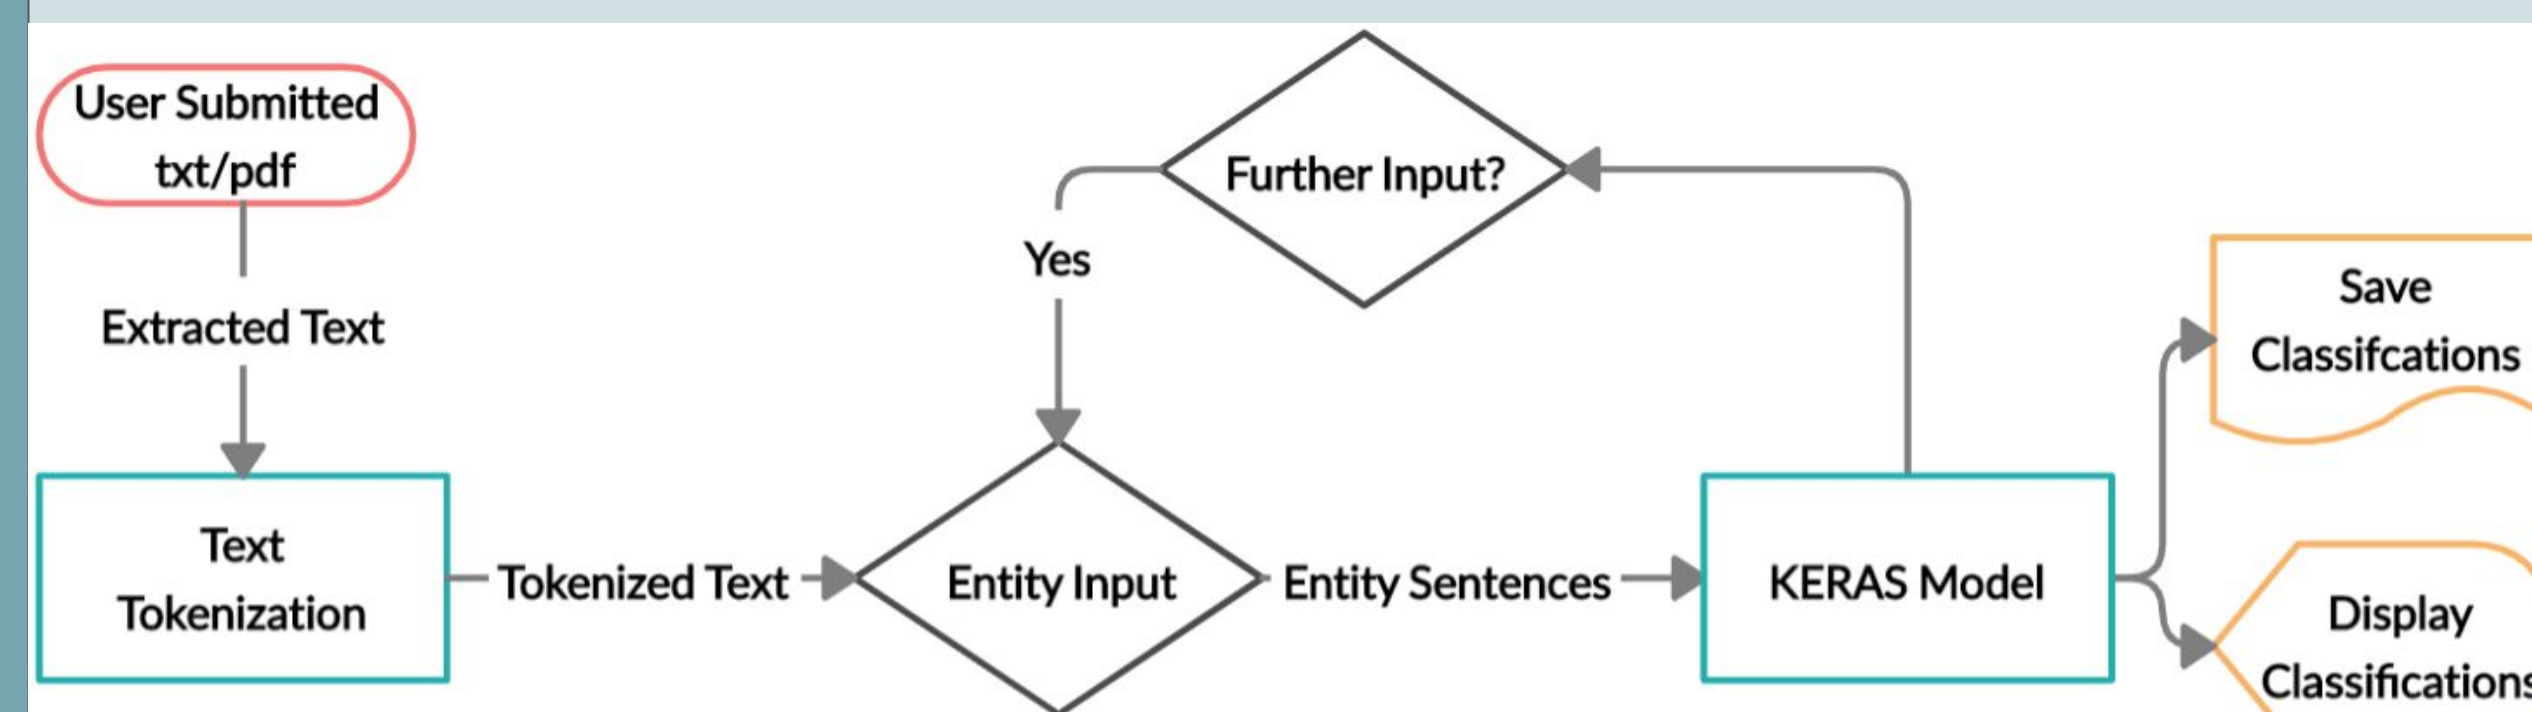 User Submitted
txt/pdf
Extracted Text
Text
Tokenization
Tokenized Text
Entity Input
Further Input?
Yes
Entity Sentences
KERAS Model
Save
Classifcations
Display
Classifications